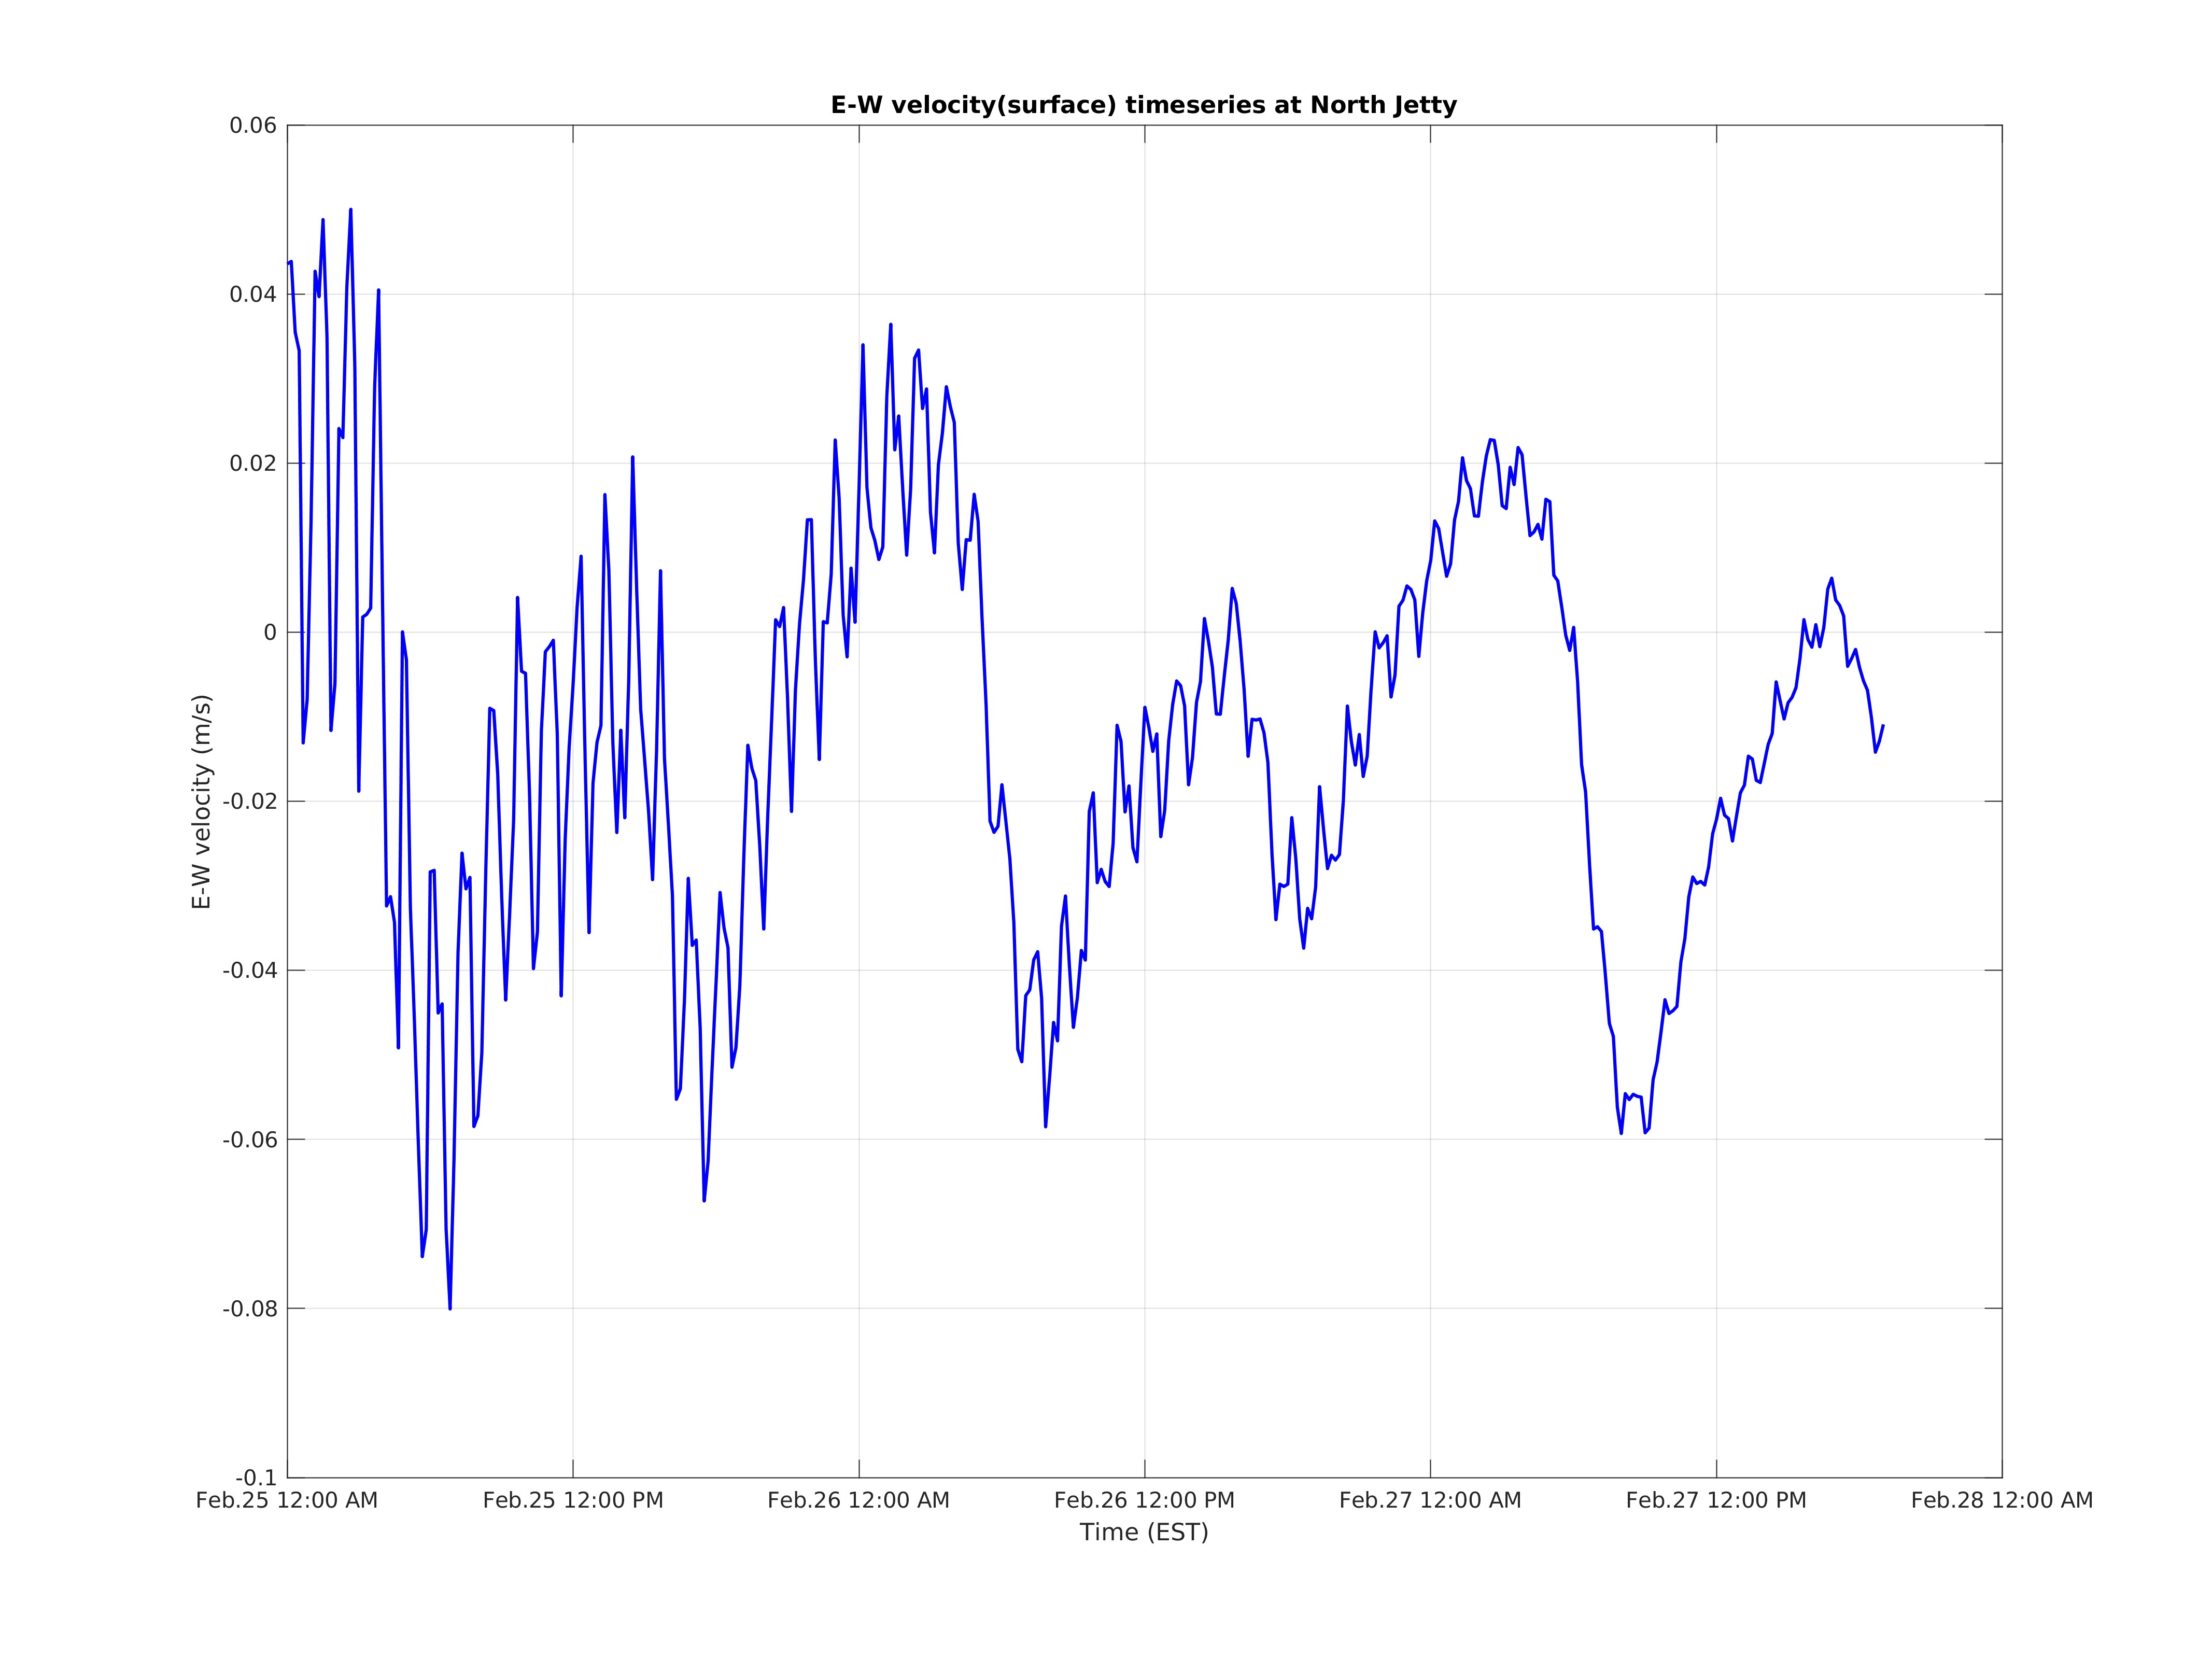 E-W velocity(surface) timeseries at North Jetty
0.06
0.04
0.02
0
-0.02
-0.04
-0.06
-0.08
-0.1
E-W velocity (m/s)
Feb.25 12:00 AM
Feb.25 12:00 PM
Feb.26 12:00 AM
Feb.26 12:00 PM
Feb.27 12:00 AM
Feb.27 12:00 PM
Feb.28 12:00 AM
Time (EST)